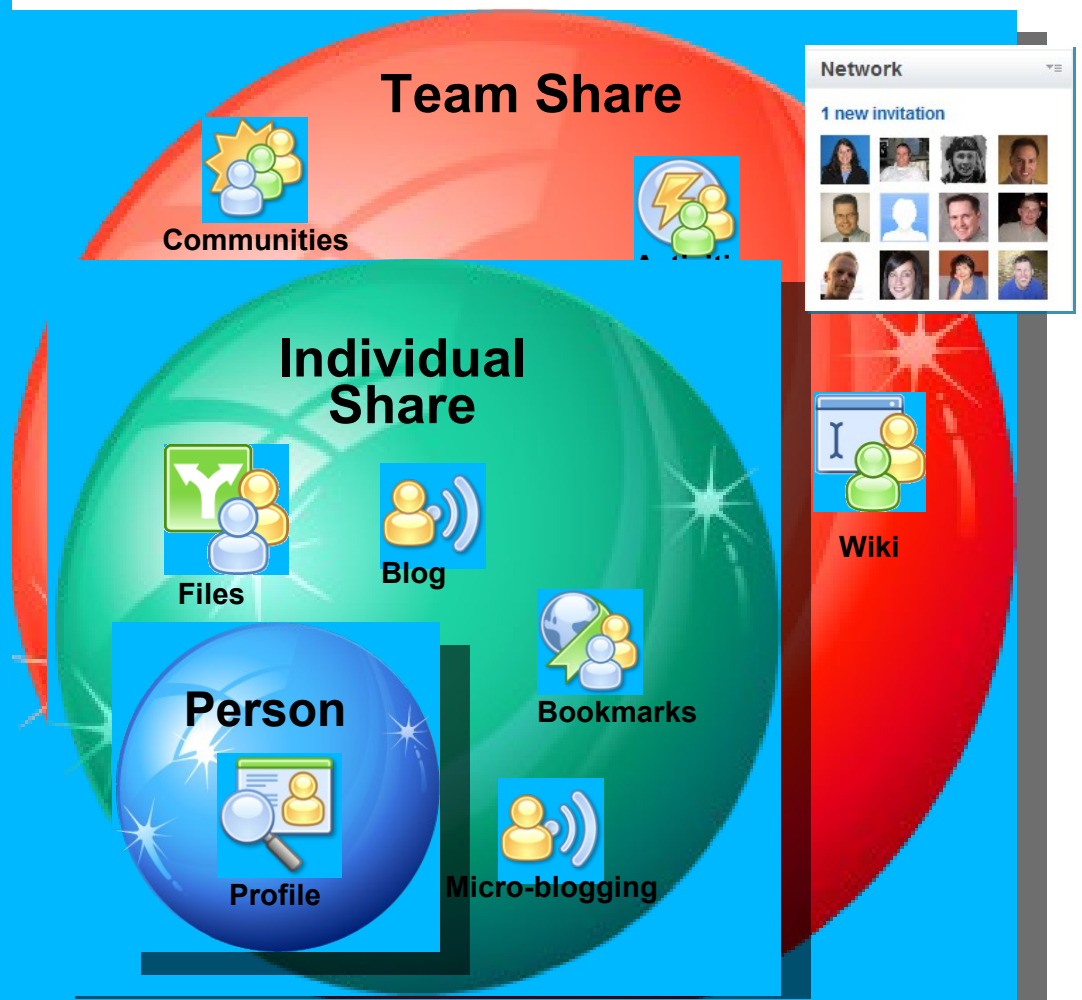 Team Share
Network
1 new invitation
Communities
Individual
Share
Wiki
Files
Blog
Bookmarks
Person
Profile
Micro-blogging